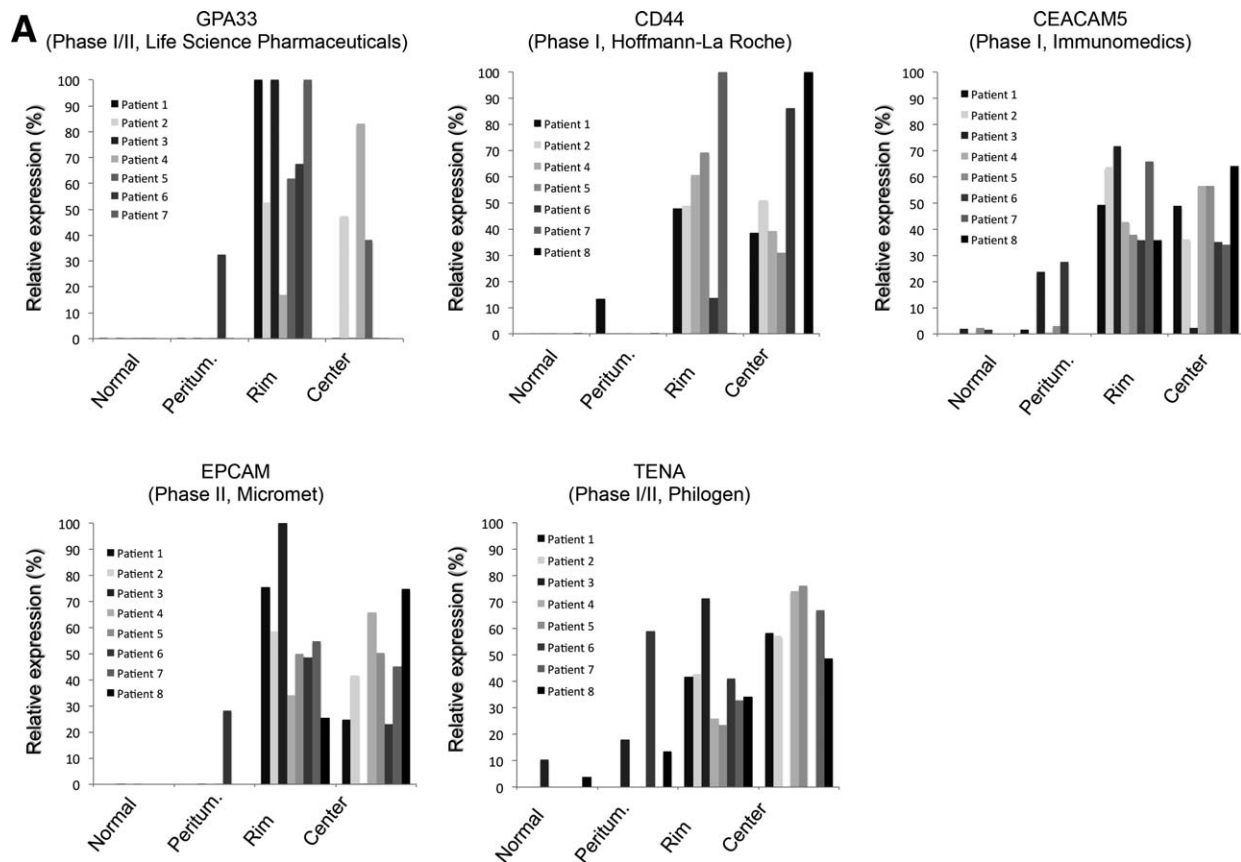 A
GPA33
(Phase I/II, Life Science Pharmaceuticals)
Relative expression (%)
100
90
80
70
60
50
40
30
20
10
0
Patient 1
Patient 2
Patient 3
Patient 4
Patient 5
Patient 6
Patient 7
Normal
Peritum.
Rim
Center
CD44
(Phase I, Hoffmann-La Roche)
Relative expression (%)
100
90
80
70
60
50
40
30
20
10
0
Patient 1
Patient 2
Patient 4
Patient 5
Patient 6
Patient 7
Patient 8
Normal
Peritum.
Rim
Center
CEACAM5
(Phase I, Immunomedics)
Relative expression (%)
100
90
80
70
60
50
40
30
20
10
0
Patient 1
Patient 2
Patient 3
Patient 4
Patient 5
Patient 6
Patient 7
Patient 8
Normal
Peritum.
Rim
Center
EPCAM
(Phase II, Micromet)
Relative expression (%)
100
90
80
70
60
50
40
30
20
10
0
Patient 1
Patient 2
Patient 3
Patient 4
Patient 5
Patient 6
Patient 7
Patient 8
Normal
Peritum.
Rim
Center
TENA
(Phase I/II, Philogen)
Relative expression (%)
100
90
80
70
60
50
40
30
20
10
0
Patient 1
Patient 2
Patient 3
Patient 4
Patient 5
Patient 6
Patient 7
Patient 8
Normal
Peritum.
Rim
Center